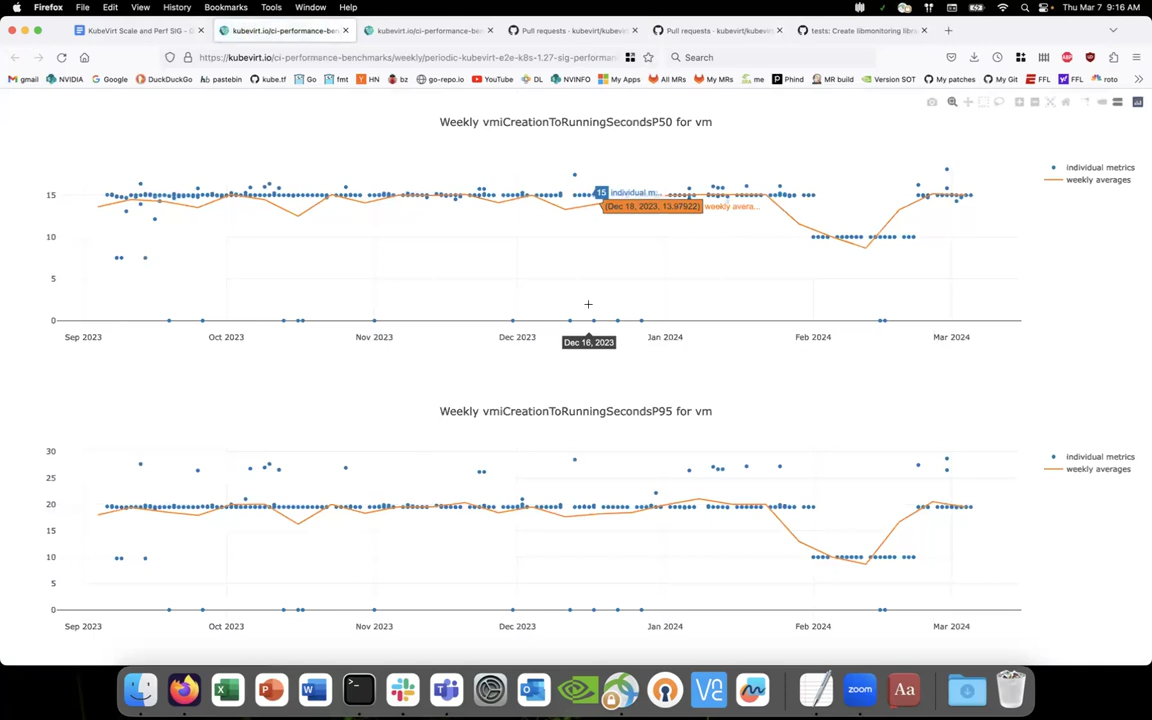 Firefox File Edit View History Bookmarks Tools Window Help Thu Mar 7 9:16 AM
KubeVirt Scale and Perf SIG - G kubevirt.io/ci-performance-ben kubevirt.io/ci-performance-be Pull requests · kubevirt/kubevirt Pull requests · kubevirt/kubevirt tests: Create libmonitoring libra
https://kubevirt.io/ci-performance-benchmarks/weekly/periodic-kubevirt-e2e-k8s-1.27-sig-performan Search
gmail NVIDIA Google DuckDuckGo pastebin kube.tf Go fmt HN bz go-repo.io YouTube DL NVINFO My Apps All MRs My MRs me Phind MR build Version SOT My patches My Git FFL FFL roto
Weekly vmiCreationToRunningSecondsP50 for vm
individual metrics
weekly averages
15
15 individual m...
(Dec 18, 2023, 13.97922) weekly avera...
10
5
0
Sep 2023 Oct 2023 Nov 2023 Dec 2023 Jan 2024 Feb 2024 Mar 2024
Dec 16, 2023
Weekly vmiCreationToRunningSecondsP95 for vm
individual metrics
weekly averages
30
25
20
10
5
0
Sep 2023 Oct 2023 Nov 2023 Dec 2023 Jan 2024 Feb 2024 Mar 2024
zoom
Aa